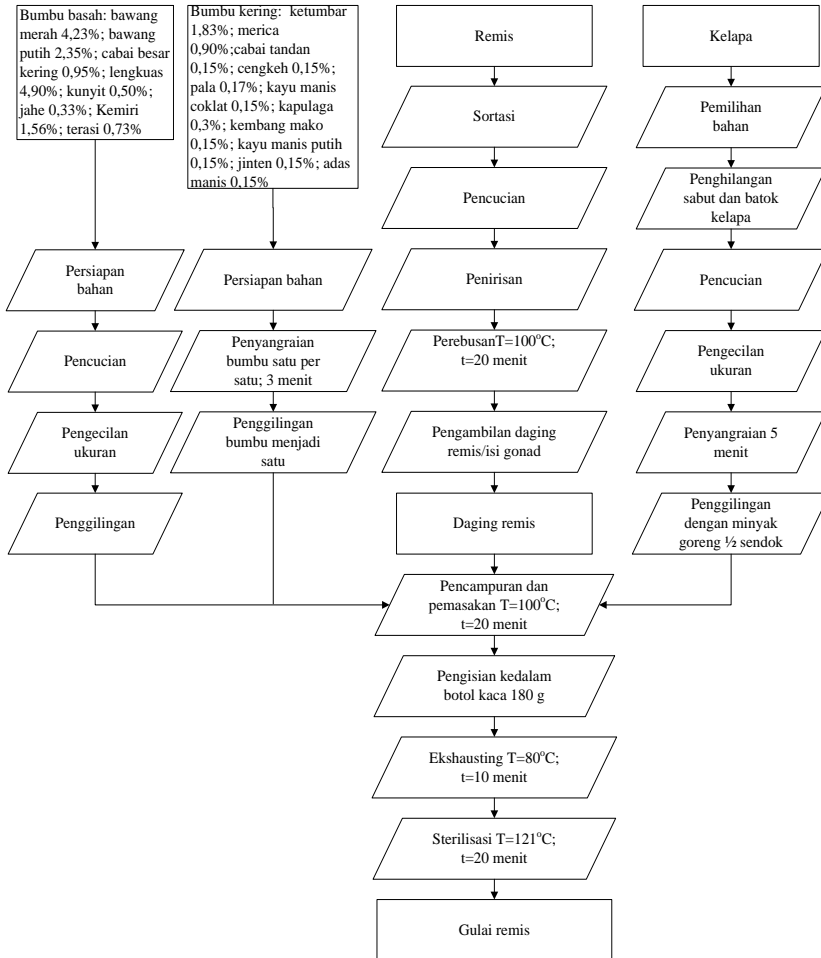 Bumbu basah: bawang
merah 4,23%; bawang
putih 2,35%; cabai besar
kering 0,95%; lengkuas
4,90%; kunyit 0,50%;
jahe 0,33%; Kemiri
1,56%; terasi 0,73%
Persiapan
bahan
Pencucian
Pengecilan
ukuran
Penggilingan
Bumbu kering: ketumbar
1,83%; merica
0,90%;cabai tandan
0,15%; cengkeh 0,15%;
pala 0,17%; kayu manis
coklat 0,15%; kapulaga
0,3%; kembang mako
0,15%; kayu manis putih
0,15%; jinten 0,15%; adas
manis 0,15%
Persiapan bahan
Penyangraian
bumbu satu per
satu; 3 menit
Penggilingan
bumbu menjadi
satu
Remis
Sortasi
Pencucian
Penirisan
PerebusanT=100°C;
t=20 menit
Pengambilan daging
remis/isi gonad
Daging remis
Kelapa
Pemilihan
bahan
Penghilangan
sabut dan batok
kelapa
Pencucian
Pengecilan
ukuran
Penyangraian 5
menit
Penggilingan
dengan minyak
goreng ½ sendok
Pencampuran dan
pemasakan T=100°C;
t=20 menit
Pengisian kedalam
botol kaca 180 g
Ekshausting T=80°C;
t=10 menit
Sterilisasi T=121°C;
t=20 menit
Gulai remis